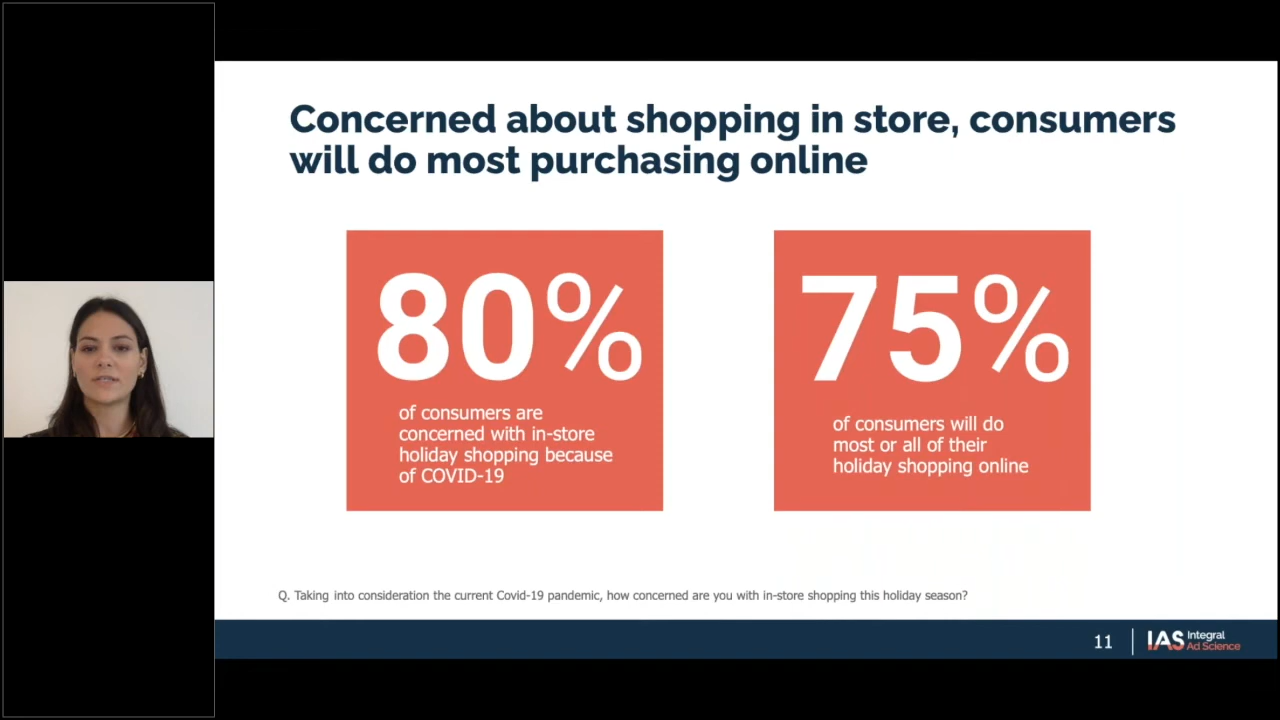 Concerned about shopping in store, consumers
will do most purchasing online
80%
of consumers are
concerned with in-store
holiday shopping because
of COVID-19
75%
of consumers will do
most or all of their
holiday shopping online
Q. Taking into consideration the current Covid-19 pandemic, how concerned are you with in-store shopping this holiday season?
11
IAS Integral
Ad Science